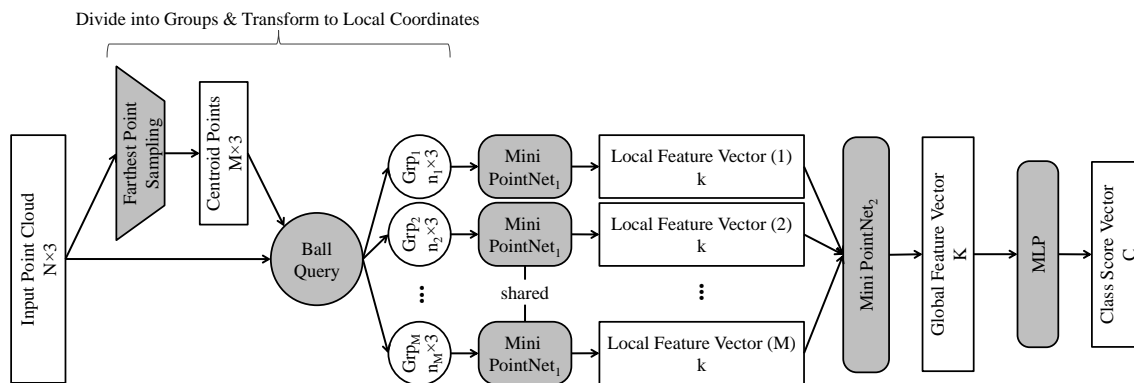 Divide into Groups & Transform to Local Coordinates
Input Point Cloud
N×3
Farthest Point
Sampling
Centroid Points
M×3
Ball
Query
Grp₁
n₁×3
Mini
PointNet₁
Local Feature Vector (1)
k
Grp₂
n₂×3
Mini
PointNet₁
Local Feature Vector (2)
k
...
shared
...
Grp_M
n_M×3
Mini
PointNet₁
Local Feature Vector (M)
k
Mini PointNet₂
Global Feature Vector
K
MLP
Class Score Vector
C